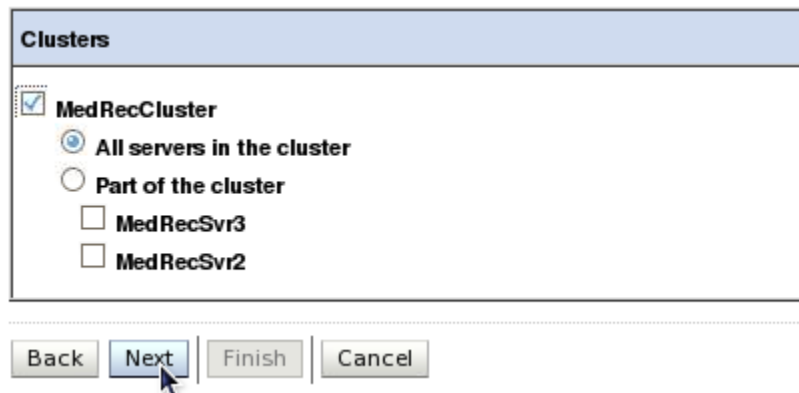 Clusters
MedRecCluster
All servers in the cluster
Part of the cluster
MedRecSvr3
MedRecSvr2
Back Next Finish Cancel